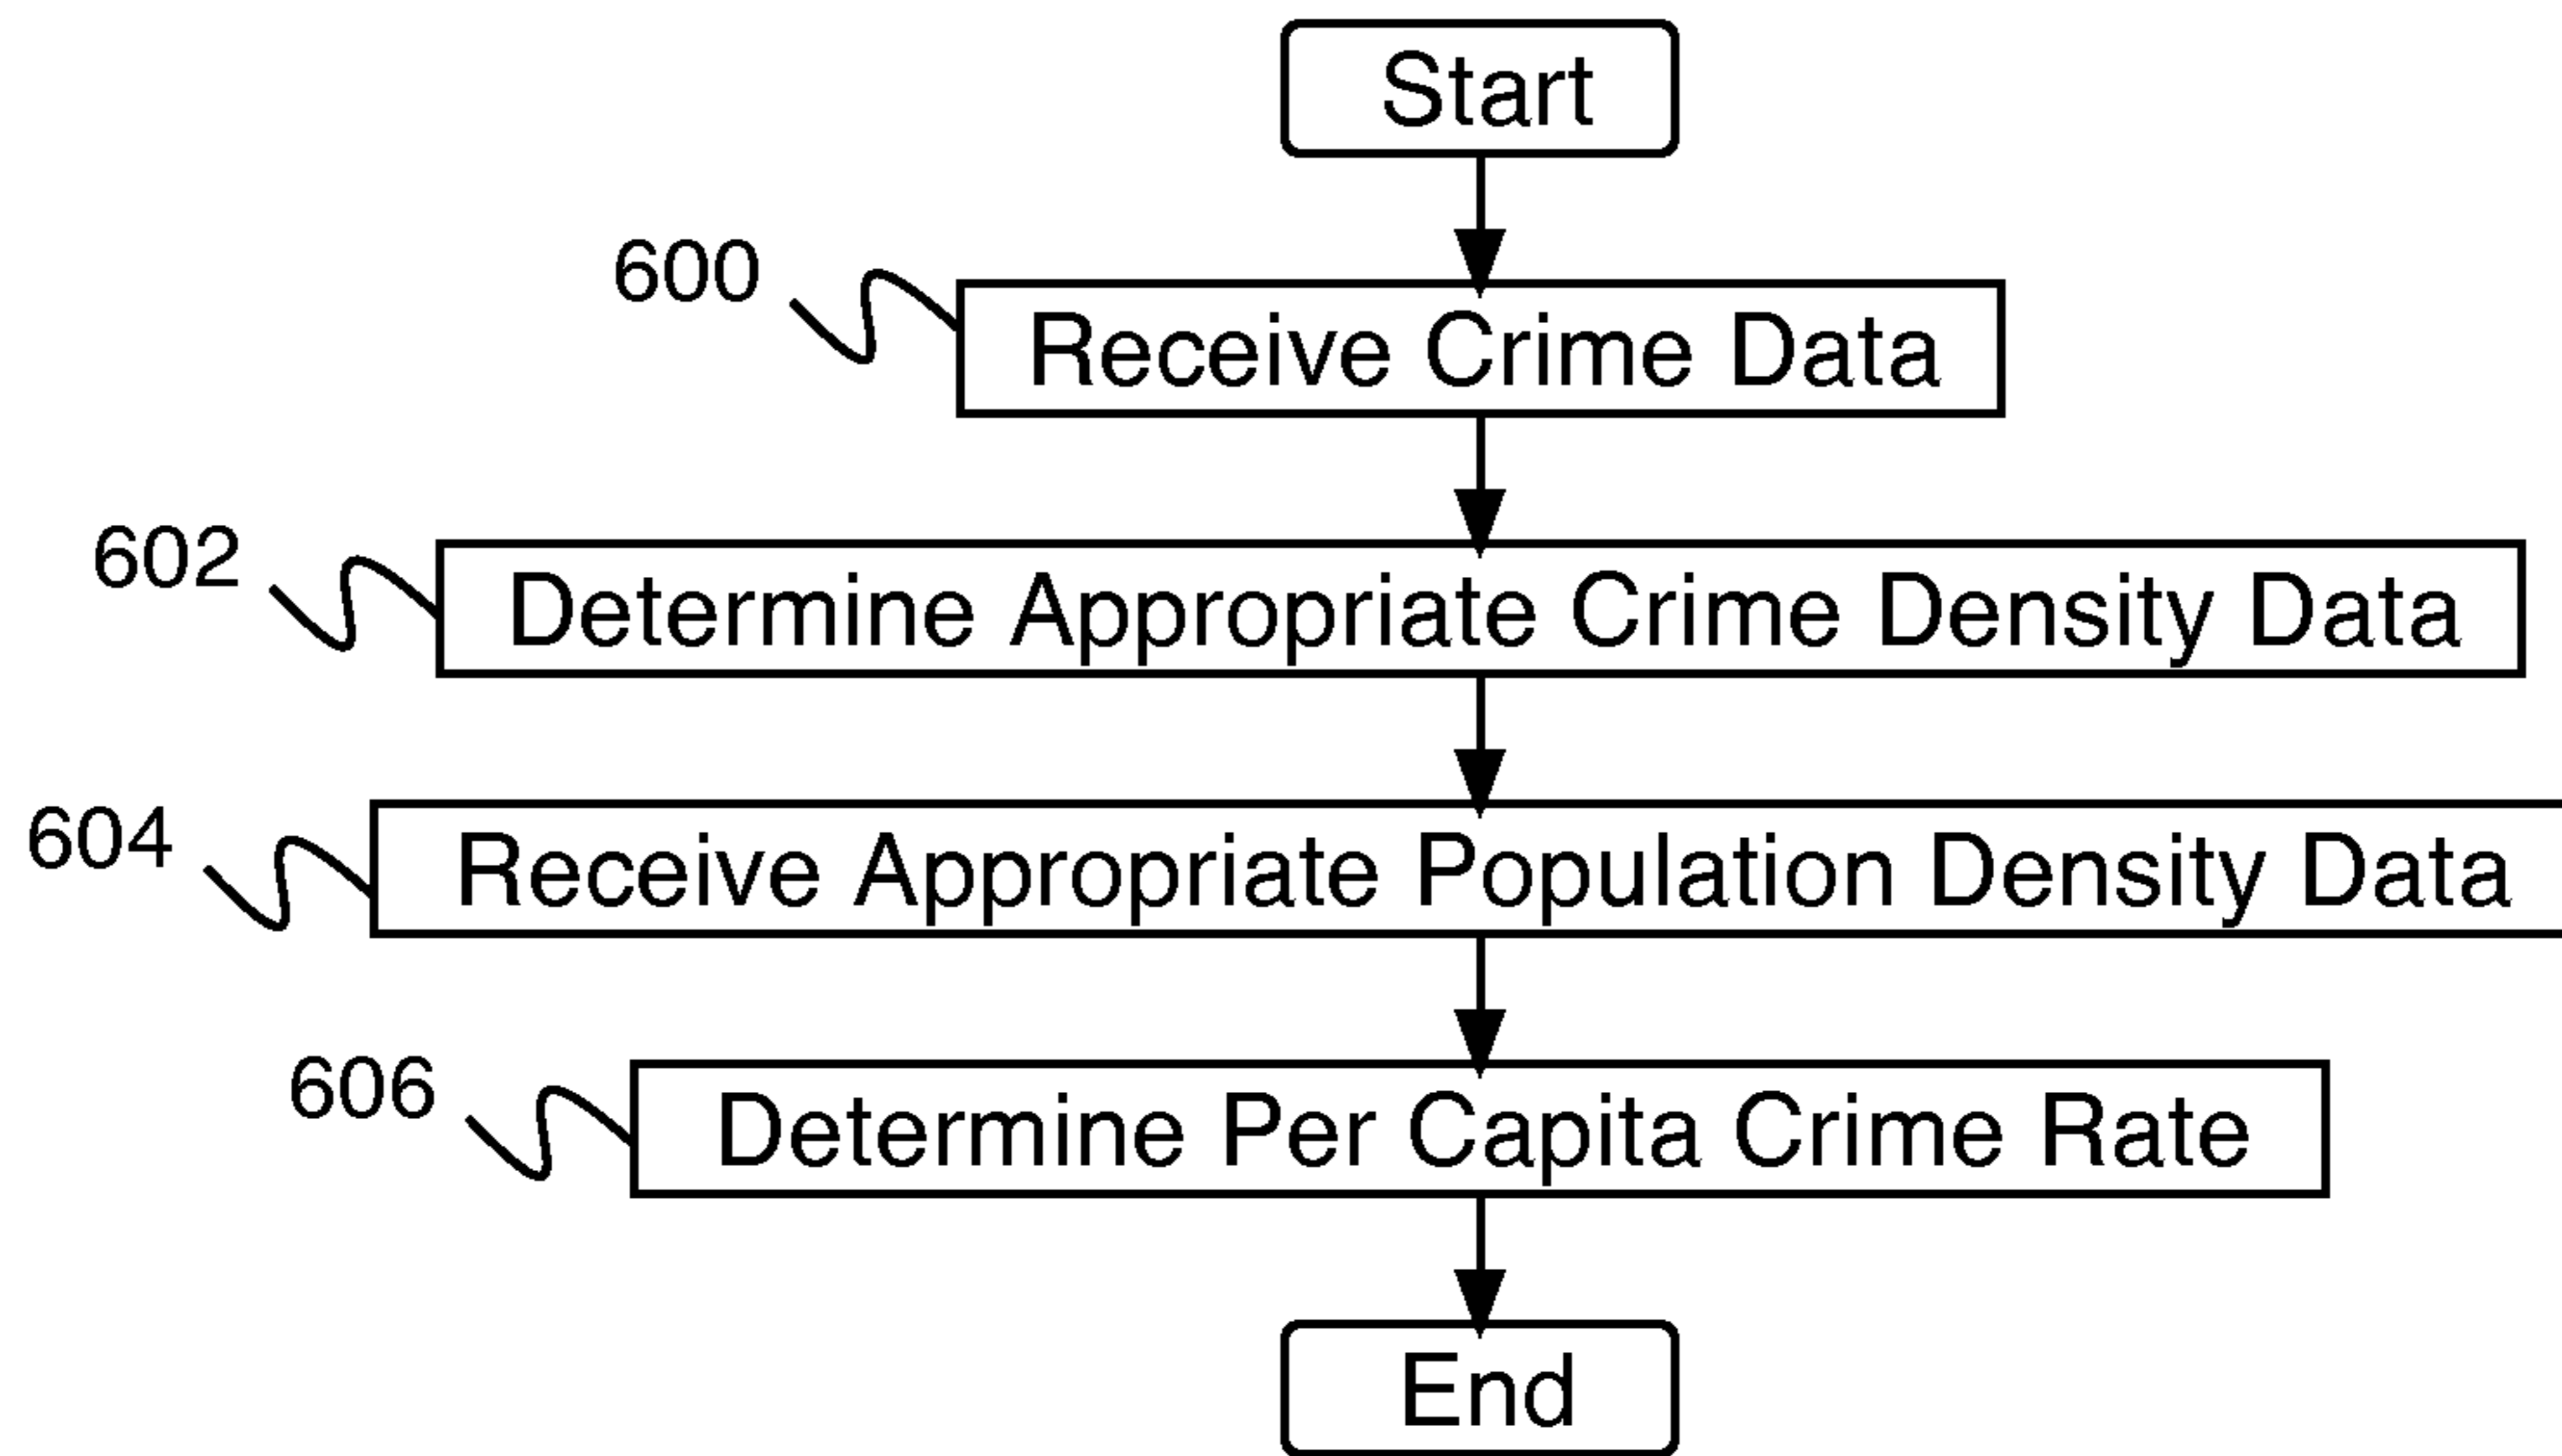 Start
600
Receive Crime Data
602
Determine Appropriate Crime Density Data
604
Receive Appropriate Population Density Data
606
Determine Per Capita Crime Rate
End